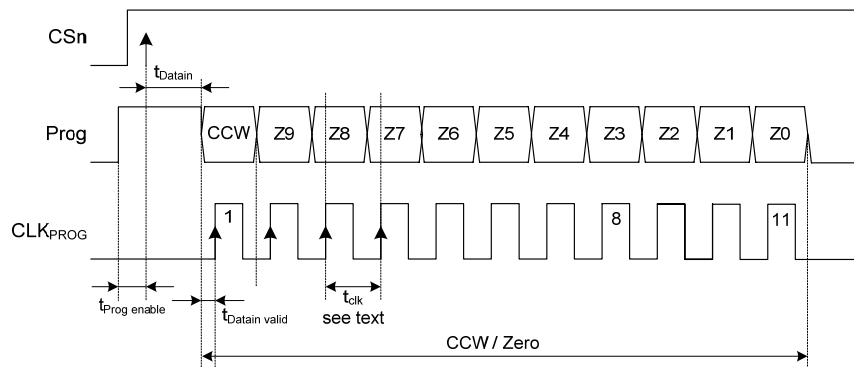 CSn
tDatain
Prog
CCW Z9 Z8 Z7 Z6 Z5 Z4 Z3 Z2 Z1 Z0
CLKPROG
1 8 11
tProg enable
tDatain valid
tclk
see text
CCW / Zero